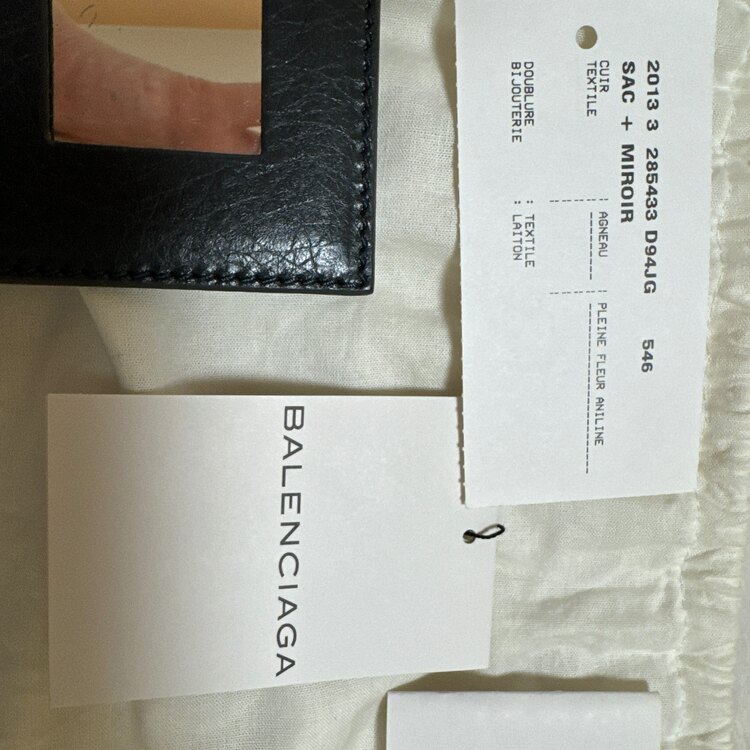 2013 3 285433 D94JG 546
SAC + MIROIR
CUIR : AGNEAU : PLEINE FLEUR ANILINE
TEXTILE
DOUBLURE : TEXTILE
BIJOUTERIE : LAITON
BALENCIAGA